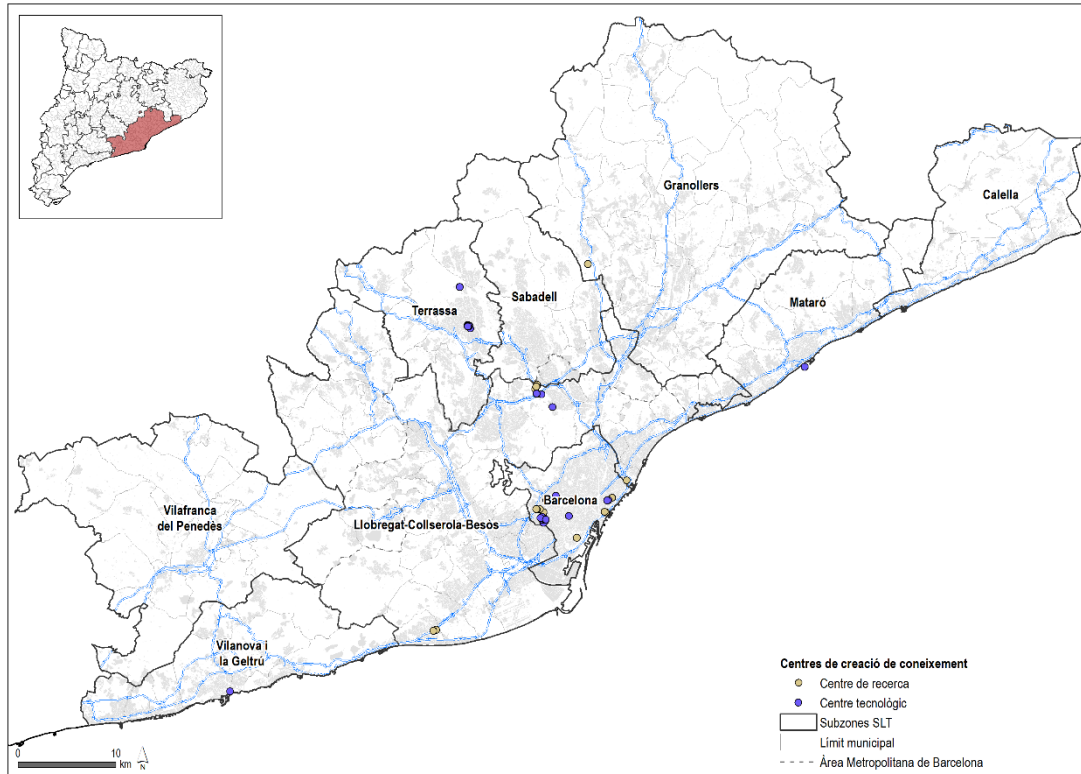 Granollers
Calella
Sabadell
Terrassa
Mataró
Barcelona
Vilafranca
del Penedès
Llobregat-Collserola-Besòs
Vilanova i
la Geltrú
Centres de creació de coneixement
Centre de recerca
Centre tecnològic
Subzones SLT
Límit municipal
Àrea Metropolitana de Barcelona
0 10
km
N